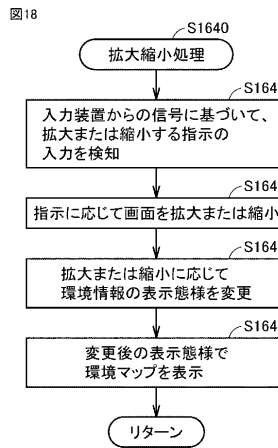 図18
S1640
拡大縮小処理
S164
入力装置からの信号に基づいて、
拡大または縮小する指示の
入力を検知
S164
指示に応じて画面を拡大または縮小
S164
拡大または縮小に応じて
環境情報の表示態様を変更
S164
変更後の表示態様で
環境マップを表示
リターン